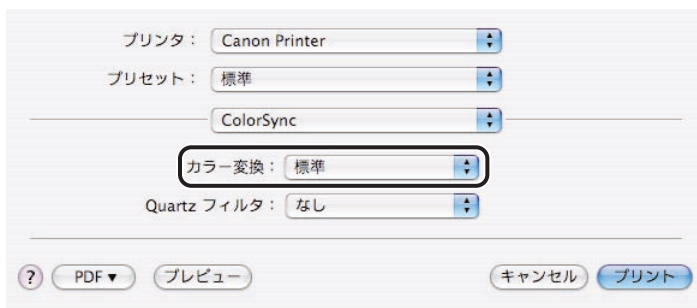 プリンタ： Canon Printer
プリセット： 標準
ColorSync
カラー変換： 標準
Quartz フィルタ： なし
? PDF▼ プレビュー キャンセル プリント